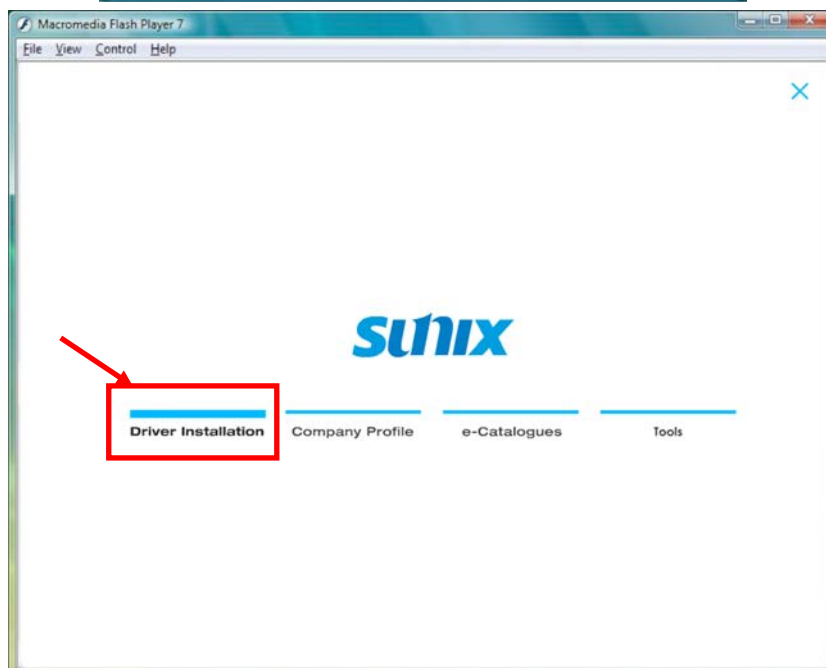 Macromedia Flash Player 7
File View Control Help
SUNIX
Driver Installation Company Profile e-Catalogues Tools